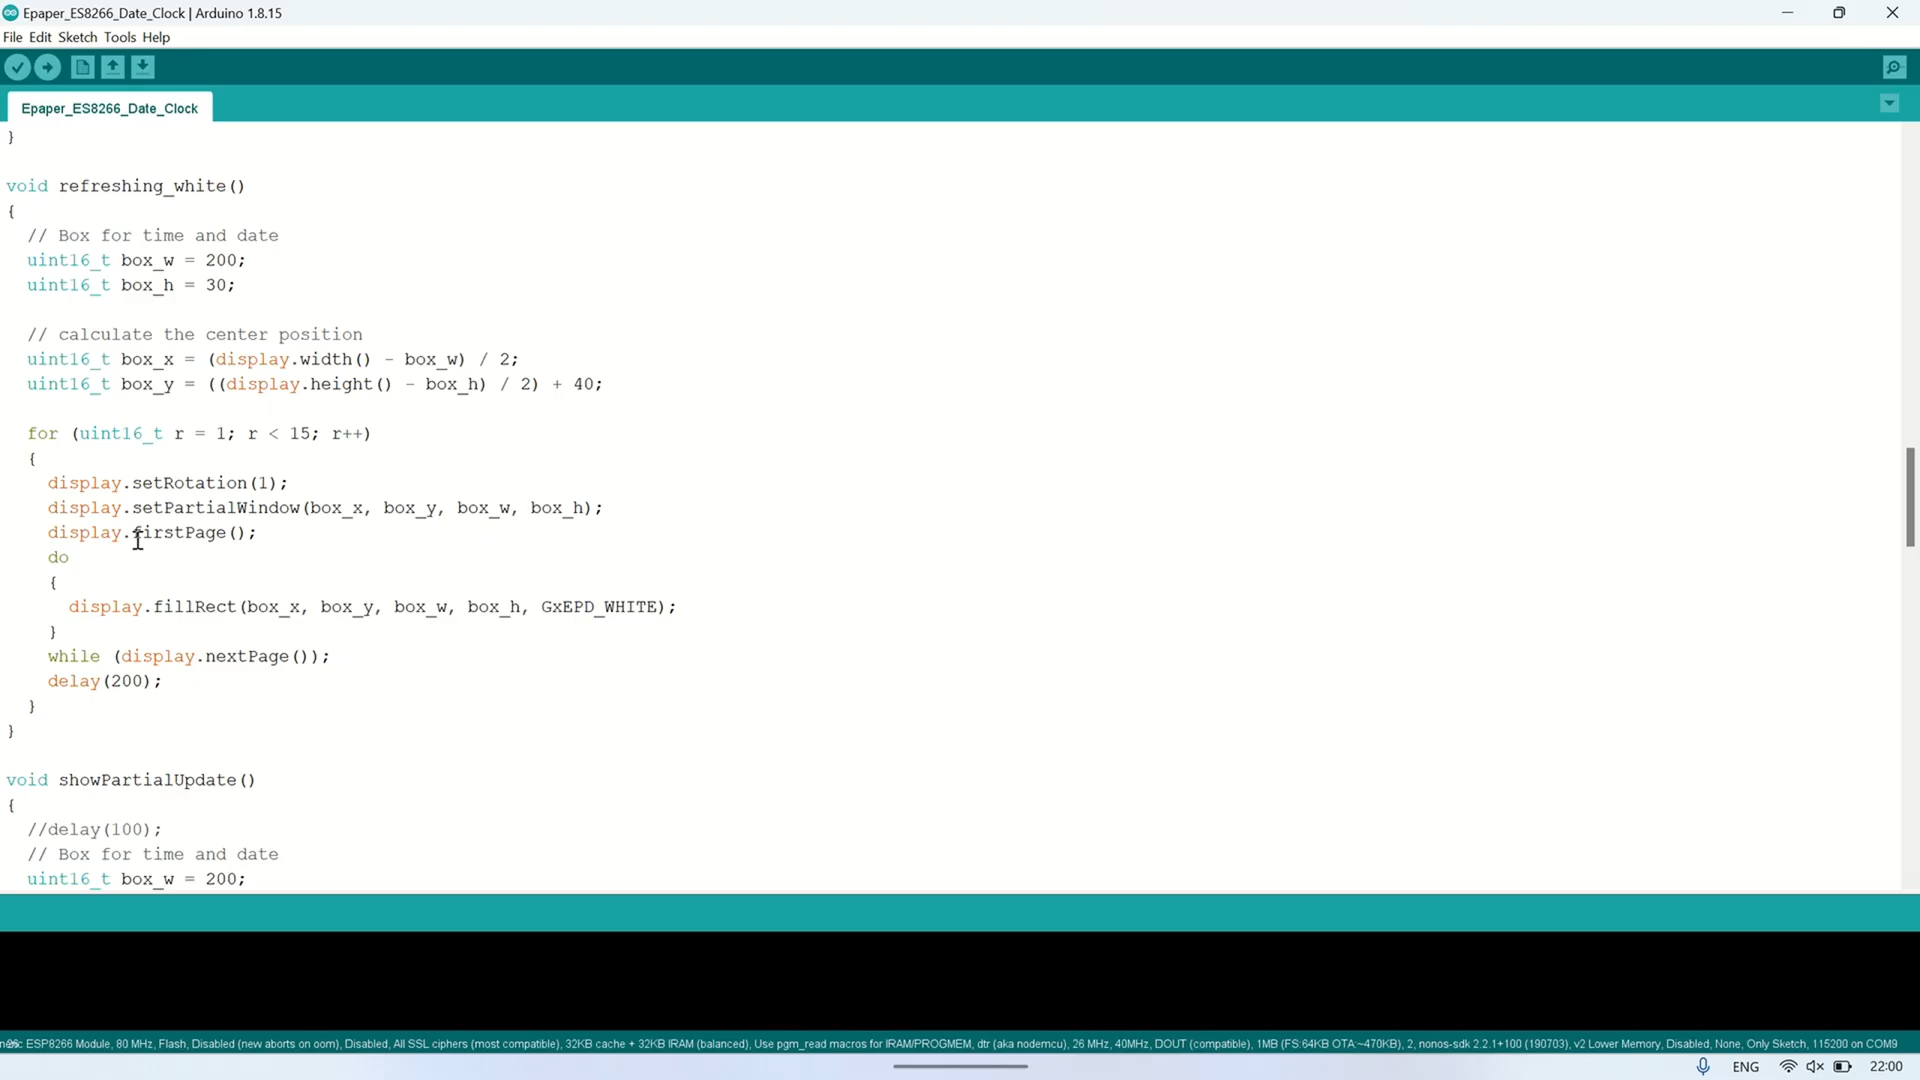 Epaper_ES8266_Date_Clock | Arduino 1.8.15
File Edit Sketch Tools Help
Epaper_ES8266_Date_Clock
}
void refreshing_white()
{
// Box for time and date
uint16_t box_w = 200;
uint16_t box_h = 30;
// calculate the center position
uint16_t box_x = (display.width() - box_w) / 2;
uint16_t box_y = ((display.height() - box_h) / 2) + 40;
for (uint16_t r = 1; r < 15; r++)
{
display.setRotation(1);
display.setPartialWindow(box_x, box_y, box_w, box_h);
display.firstPage();
do
{
display.fillRect(box_x, box_y, box_w, box_h, GxEPD_WHITE);
}
while (display.nextPage());
delay(200);
}
}
void showPartialUpdate()
{
//delay(100);
// Box for time and date
uint16_t box_w = 200;
ESP8266 Module, 80 MHz, Flash, Disabled (new aborts on oom), Disabled, All SSL ciphers (most compatible), 32KB cache + 32KB IRAM (balanced), Use pgm_read macros for IRAM/PROGMEM, dtr (aka nodemcu), 26 MHz, 40MHz, DOUT (compatible), 1MB (FS:64KB OTA:~470KB), 2, nonos-sdk 2.2.1+100 (190703), v2 Lower Memory, Disabled, None, Only Sketch, 115200 on COM9
ENG 22:00